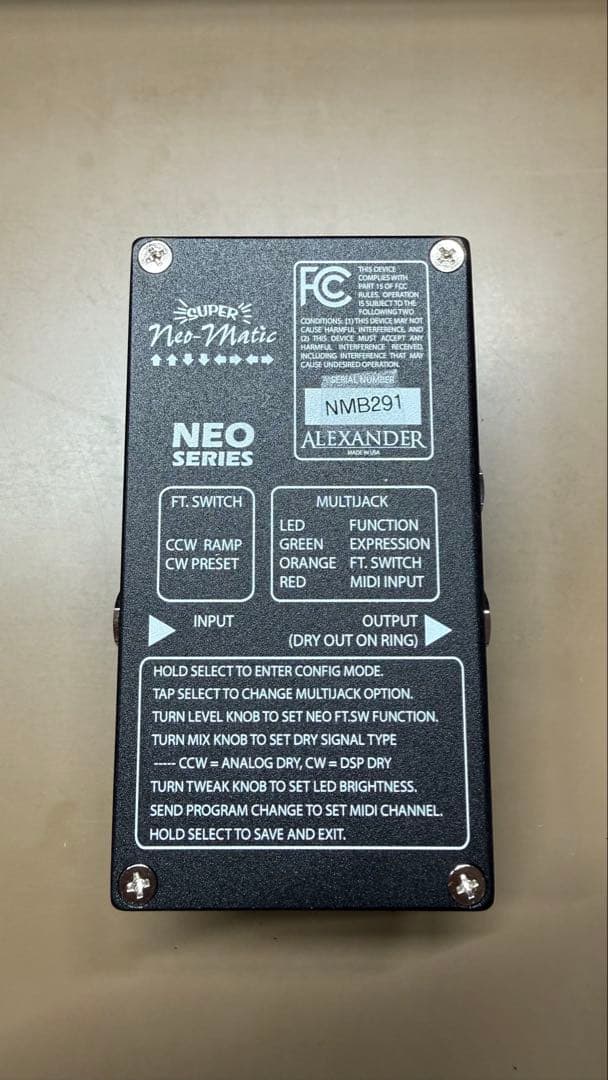 SUPER
Neo-Matic
⬆⬆⬇⬇⬅➡⬅➡
NEO
SERIES
FC
THIS DEVICE
COMPLIES WITH
PART 15 OF FCC
RULES. OPERATION
IS SUBJECT TO THE
FOLLOWING TWO
CONDITIONS: (1) THIS DEVICE MAY NOT
CAUSE HARMFUL INTERFERENCE, AND
(2) THIS DEVICE MUST ACCEPT ANY
HARMFUL INTERFERENCE RECEIVED,
INCLUDING INTERFERENCE THAT MAY
CAUSE UNDESIRED OPERATION.
SERIAL NUMBER
NMB291
ALEXANDER
MADE IN USA
FT. SWITCH
CCW RAMP
CW PRESET
MULTIJACK
LED FUNCTION
GREEN EXPRESSION
ORANGE FT. SWITCH
RED MIDI INPUT
INPUT
OUTPUT
(DRY OUT ON RING)
HOLD SELECT TO ENTER CONFIG MODE.
TAP SELECT TO CHANGE MULTIJACK OPTION.
TURN LEVEL KNOB TO SET NEO FT.SW FUNCTION.
TURN MIX KNOB TO SET DRY SIGNAL TYPE
----- CCW = ANALOG DRY, CW = DSP DRY
TURN TWEAK KNOB TO SET LED BRIGHTNESS.
SEND PROGRAM CHANGE TO SET MIDI CHANNEL.
HOLD SELECT TO SAVE AND EXIT.